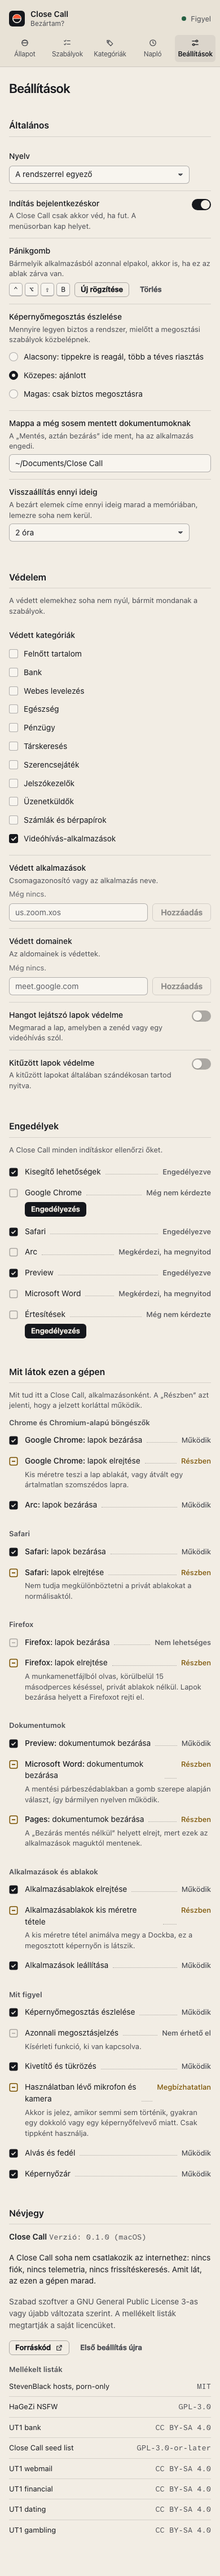 Close Call
Bezártam?
Figyel
Állapot
Szabályok
Kategóriák
Napló
Beállítások
Beállítások
Általános
Nyelv
A rendszerrel egyező
Indítás bejelentkezéskor
A Close Call csak akkor véd, ha fut. A
menüsorban kap helyet.
Pánikgomb
Bármelyik alkalmazásból azonnal elpakol, akkor is, ha ez az
ablak zárva van.
⌃ ⌥ ⇧ B Új rögzítése Törlés
Képernyőmegosztás észlelése
Mennyire legyen biztos a rendszer, mielőtt a megosztási
szabályok közbelépnek.
Alacsony: tippekre is reagál, több a téves riasztás
Közepes: ajánlott
Magas: csak biztos megosztásra
Mappa a még sosem mentett dokumentumoknak
A „Mentés, aztán bezárás” ide ment, ha az alkalmazás
engedi.
~/Documents/Close Call
Visszaállítás ennyi ideig
A bezárt elemek címe ennyi ideig marad a memóriában,
lemezre soha nem kerül.
2 óra
Védelem
A védett elemekhez soha nem nyúl, bármit mondanak a
szabályok.
Védett kategóriák
Felnőtt tartalom
Bank
Webes levelezés
Egészség
Pénzügy
Társkeresés
Szerencsejáték
Jelszókezelők
Üzenetküldők
Számlák és bérpapírok
Videóhívás-alkalmazások
Védett alkalmazások
Csomagazonosító vagy az alkalmazás neve.
Még nincs.
us.zoom.xos
Hozzáadás
Védett domainek
Az aldomainek is védettek.
Még nincs.
meet.google.com
Hozzáadás
Hangot lejátszó lapok védelme
Megmarad a lap, amelyben a zenéd vagy egy
videóhívás szól.
Kitűzött lapok védelme
A kitűzött lapokat általában szándékosan tartod
nyitva.
Engedélyek
A Close Call minden indításkor ellenőrzi őket.
Kisegítő lehetőségek Engedélyezve
Google Chrome Még nem kérdezte
Engedélyezés
Safari Engedélyezve
Arc Megkérdezi, ha megnyitod
Preview Engedélyezve
Microsoft Word Megkérdezi, ha megnyitod
Értesítések Még nem kérdezte
Engedélyezés
Mit látok ezen a gépen
Mit tud itt a Close Call, alkalmazásonként. A „Részben” azt
jelenti, hogy a jelzett korláttal működik.
Chrome és Chromium-alapú böngészők
Google Chrome: lapok bezárása Működik
Google Chrome: lapok elrejtése Részben
Kis méretre teszi a lap ablakát, vagy átvált egy
ártalmatlan szomszédos lapra.
Arc: lapok bezárása Működik
Safari
Safari: lapok bezárása Működik
Safari: lapok elrejtése Részben
Nem tudja megkülönböztetni a privát ablakokat a
normálisaktól.
Firefox
Firefox: lapok bezárása Nem lehetséges
Firefox: lapok elrejtése Részben
A munkamenetfájlból olvas, körülbelül 15
másodperces késéssel, privát ablakok nélkül. Lapok
bezárása helyett a Firefoxot rejti el.
Dokumentumok
Preview: dokumentumok bezárása Működik
Microsoft Word: dokumentumok
bezárása Részben
A mentési párbeszédablakban a gomb szerepe alapján
választ, így bármilyen nyelven működik.
Pages: dokumentumok bezárása Részben
A „Bezárás mentés nélkül” helyett elrejt, mert ezek az
alkalmazások maguktól mentenek.
Alkalmazások és ablakok
Alkalmazásablakok elrejtése Működik
Alkalmazásablakok kis méretre
tétele Részben
A kis méretre tétel animálva megy a Dockba, ez a
megosztott képernyőn is látszik.
Alkalmazások leállítása Működik
Mit figyel
Képernyőmegosztás észlelése Működik
Azonnali megosztásjelzés Nem érhető el
Kísérleti funkció, ki van kapcsolva.
Kivetítő és tükrözés Működik
Használatban lévő mikrofon és
kamera Megbízhatatlan
Akkor is jelez, amikor semmi sem történik, gyakran
egy dokkoló vagy egy képernyőfelvevő miatt. Csak
tippként használja.
Alvás és fedél Működik
Képernyőzár Működik
Névjegy
Close Call Verzió: 0.1.0 (macOS)
A Close Call soha nem csatlakozik az internethez: nincs
fiók, nincs telemetria, nincs frissítéskeresés. Amit lát,
az ezen a gépen marad.
Szabad szoftver a GNU General Public License 3-as
vagy újabb változata szerint. A mellékelt listák
megtartják a saját licencüket.
Forráskód
Első beállítás újra
Mellékelt listák
StevenBlack hosts, porn-only MIT
HaGeZi NSFW GPL-3.0
UT1 bank CC BY-SA 4.0
Close Call seed list GPL-3.0-or-later
UT1 webmail CC BY-SA 4.0
UT1 financial CC BY-SA 4.0
UT1 dating CC BY-SA 4.0
UT1 gambling CC BY-SA 4.0